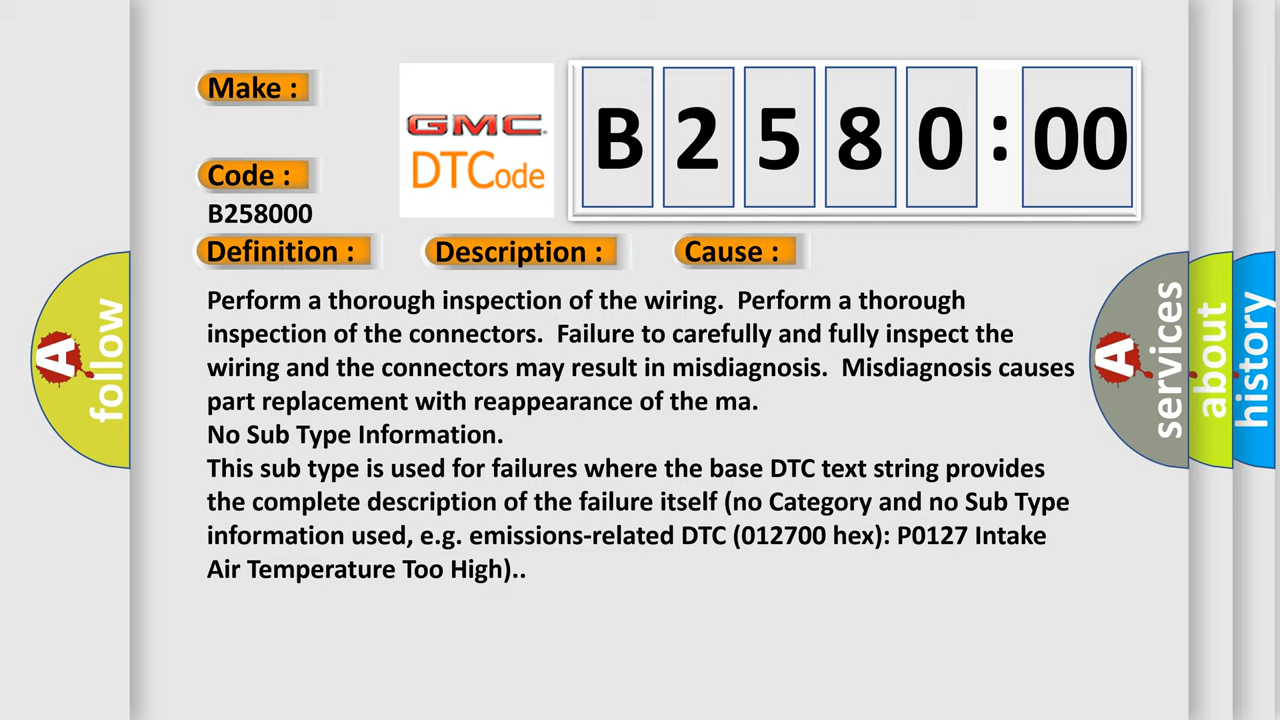 Make :
GMC
DTCode
B2580:00
Code :
B258000
Definition :
Description :
Cause :
Perform a thorough inspection of the wiring.  Perform a thorough
inspection of the connectors.  Failure to carefully and fully inspect the
wiring and the connectors may result in misdiagnosis.  Misdiagnosis causes
part replacement with reappearance of the ma.
No Sub Type Information.
This sub type is used for failures where the base DTC text string provides
the complete description of the failure itself (no Category and no Sub Type
information used, e.g. emissions-related DTC (012700 hex): P0127 Intake
Air Temperature Too High)..
A
follow
A
services
about
history